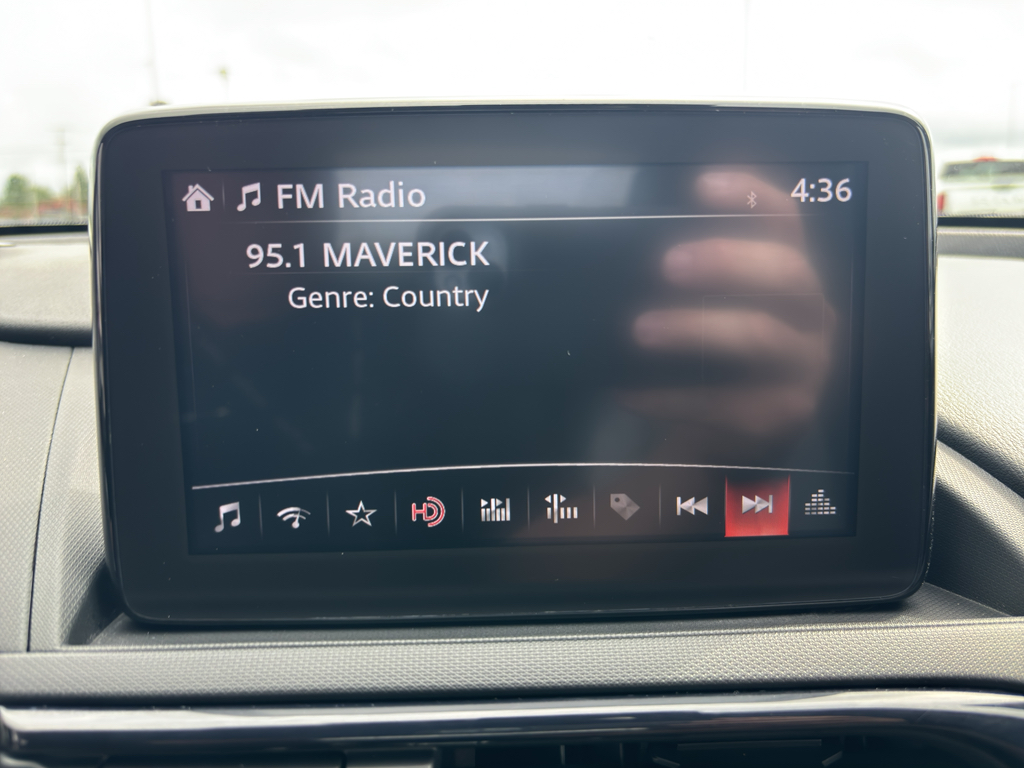 FM Radio
4:36
95.1 MAVERICK
Genre: Country
HD